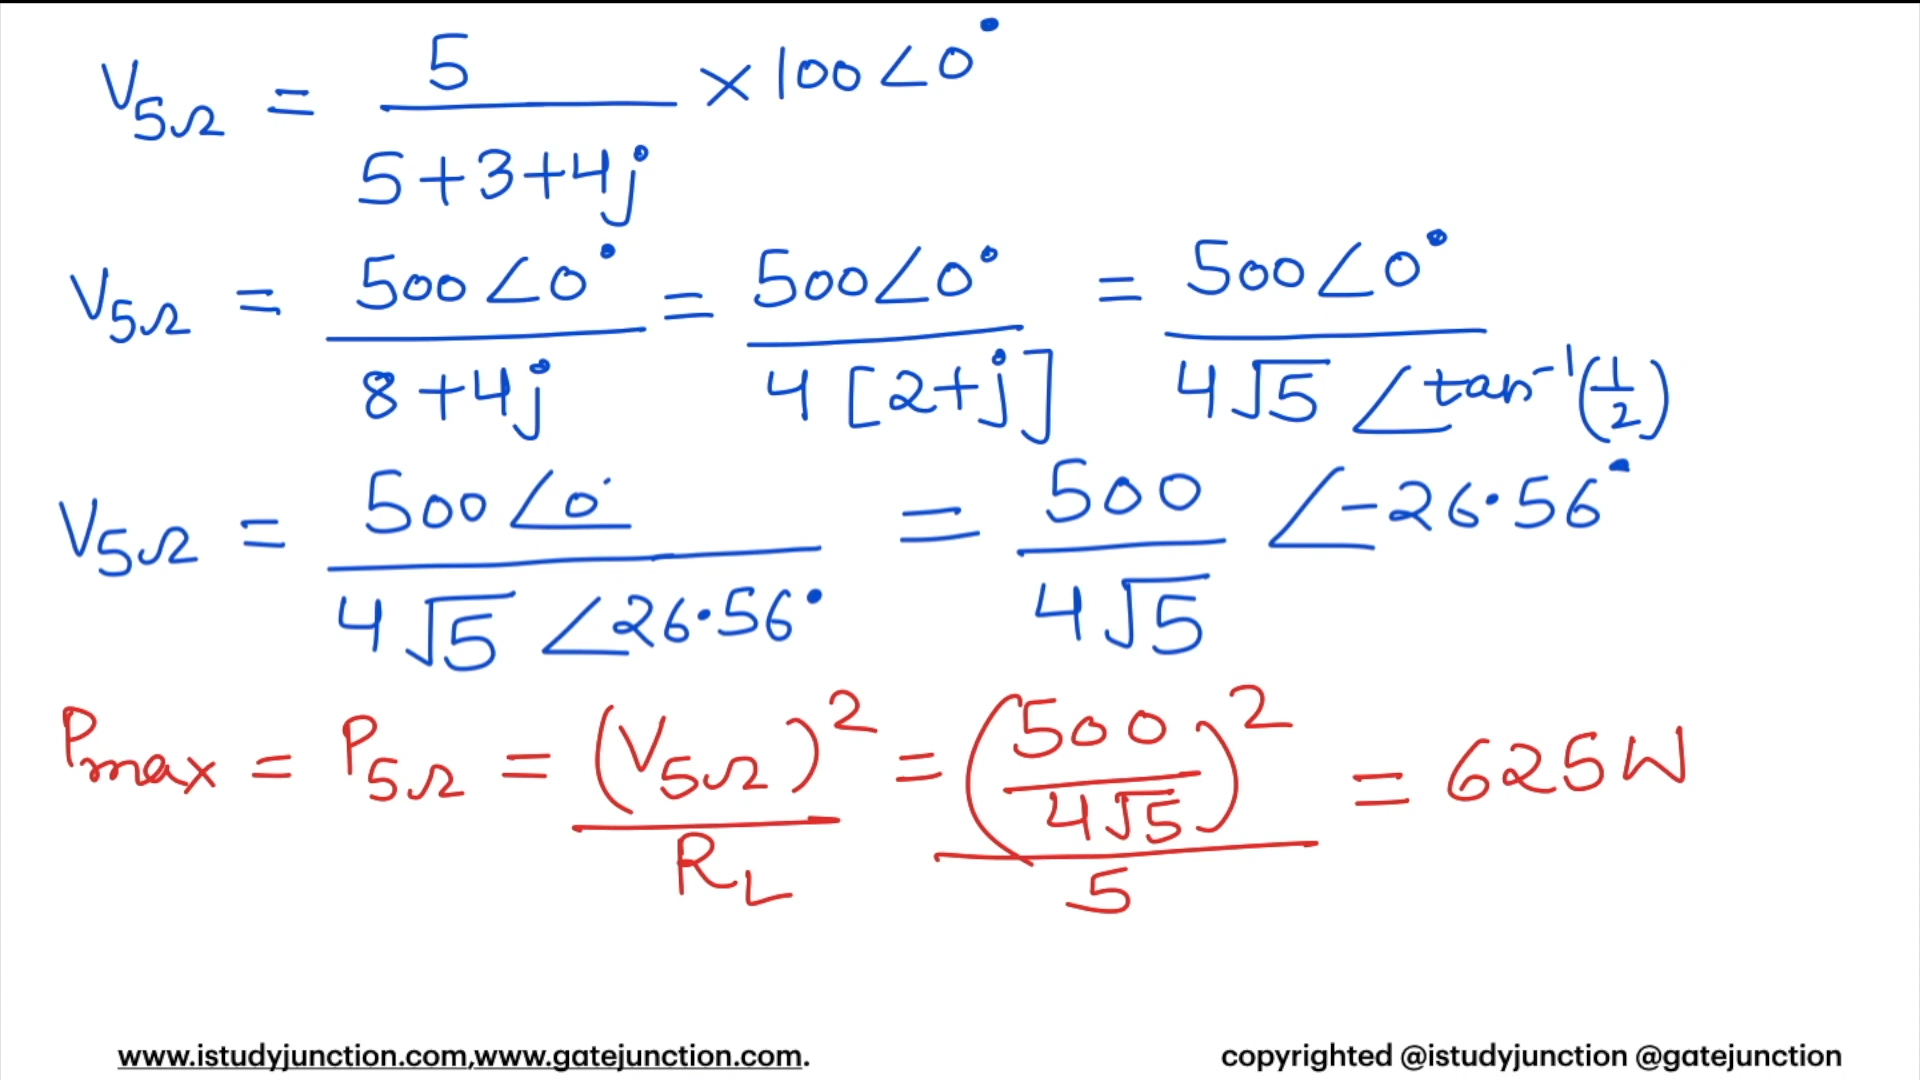 V5Ω = 5 / (5+3+4j) × 100∠0°
V5Ω = 500∠0° / (8+4j) = 500∠0° / (4[2+j]) = 500∠0° / (4√5 ∠tan⁻¹(1/2))
V5Ω = 500∠0° / (4√5 ∠26.56°) = 500 / (4√5) ∠-26.56°
Pmax = P5Ω = (V5Ω)² / RL = (500 / (4√5))² / 5 = 625W
www.istudyjunction.com,www.gatejunction.com. copyrighted @istudyjunction @gatejunction